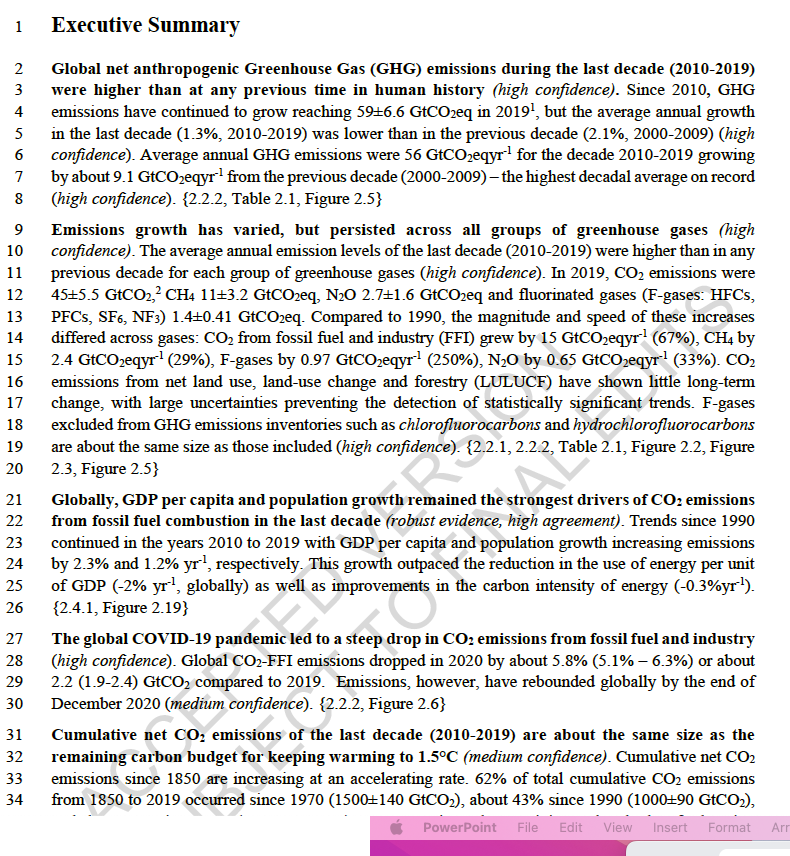 1 Executive Summary
2 Global net anthropogenic Greenhouse Gas (GHG) emissions during the last decade (2010-2019)
3 were higher than at any previous time in human history (high confidence). Since 2010, GHG
4 emissions have continued to grow reaching 59±6.6 GtCO₂eq in 2019¹, but the average annual growth
5 in the last decade (1.3%, 2010-2019) was lower than in the previous decade (2.1%, 2000-2009) (high
6 confidence). Average annual GHG emissions were 56 GtCO₂eqyr⁻¹ for the decade 2010-2019 growing
7 by about 9.1 GtCO₂eqyr⁻¹ from the previous decade (2000-2009) – the highest decadal average on record
8 (high confidence). {2.2.2, Table 2.1, Figure 2.5}
9 Emissions growth has varied, but persisted across all groups of greenhouse gases (high
10 confidence). The average annual emission levels of the last decade (2010-2019) were higher than in any
11 previous decade for each group of greenhouse gases (high confidence). In 2019, CO₂ emissions were
12 45±5.5 GtCO₂,² CH₄ 11±3.2 GtCO₂eq, N₂O 2.7±1.6 GtCO₂eq and fluorinated gases (F-gases: HFCs,
13 PFCs, SF₆, NF₃) 1.4±0.41 GtCO₂eq. Compared to 1990, the magnitude and speed of these increases
14 differed across gases: CO₂ from fossil fuel and industry (FFI) grew by 15 GtCO₂eqyr⁻¹ (67%), CH₄ by
15 2.4 GtCO₂eqyr⁻¹ (29%), F-gases by 0.97 GtCO₂eqyr⁻¹ (250%), N₂O by 0.65 GtCO₂eqyr⁻¹ (33%). CO₂
16 emissions from net land use, land-use change and forestry (LULUCF) have shown little long-term
17 change, with large uncertainties preventing the detection of statistically significant trends. F-gases
18 excluded from GHG emissions inventories such as chlorofluorocarbons and hydrochlorofluorocarbons
19 are about the same size as those included (high confidence). {2.2.1, 2.2.2, Table 2.1, Figure 2.2, Figure
20 2.3, Figure 2.5}
21 Globally, GDP per capita and population growth remained the strongest drivers of CO₂ emissions
22 from fossil fuel combustion in the last decade (robust evidence, high agreement). Trends since 1990
23 continued in the years 2010 to 2019 with GDP per capita and population growth increasing emissions
24 by 2.3% and 1.2% yr⁻¹, respectively. This growth outpaced the reduction in the use of energy per unit
25 of GDP (-2% yr⁻¹, globally) as well as improvements in the carbon intensity of energy (-0.3%yr⁻¹).
26 {2.4.1, Figure 2.19}
27 The global COVID-19 pandemic led to a steep drop in CO₂ emissions from fossil fuel and industry
28 (high confidence). Global CO₂-FFI emissions dropped in 2020 by about 5.8% (5.1% – 6.3%) or about
29 2.2 (1.9-2.4) GtCO₂ compared to 2019. Emissions, however, have rebounded globally by the end of
30 December 2020 (medium confidence). {2.2.2, Figure 2.6}
31 Cumulative net CO₂ emissions of the last decade (2010-2019) are about the same size as the
32 remaining carbon budget for keeping warming to 1.5°C (medium confidence). Cumulative net CO₂
33 emissions since 1850 are increasing at an accelerating rate. 62% of total cumulative CO₂ emissions
34 from 1850 to 2019 occurred since 1970 (1500±140 GtCO₂), about 43% since 1990 (1000±90 GtCO₂),
ACCEPTED VERSION
SUBJECT TO FINAL EDITS
PowerPoint File Edit View Insert Format